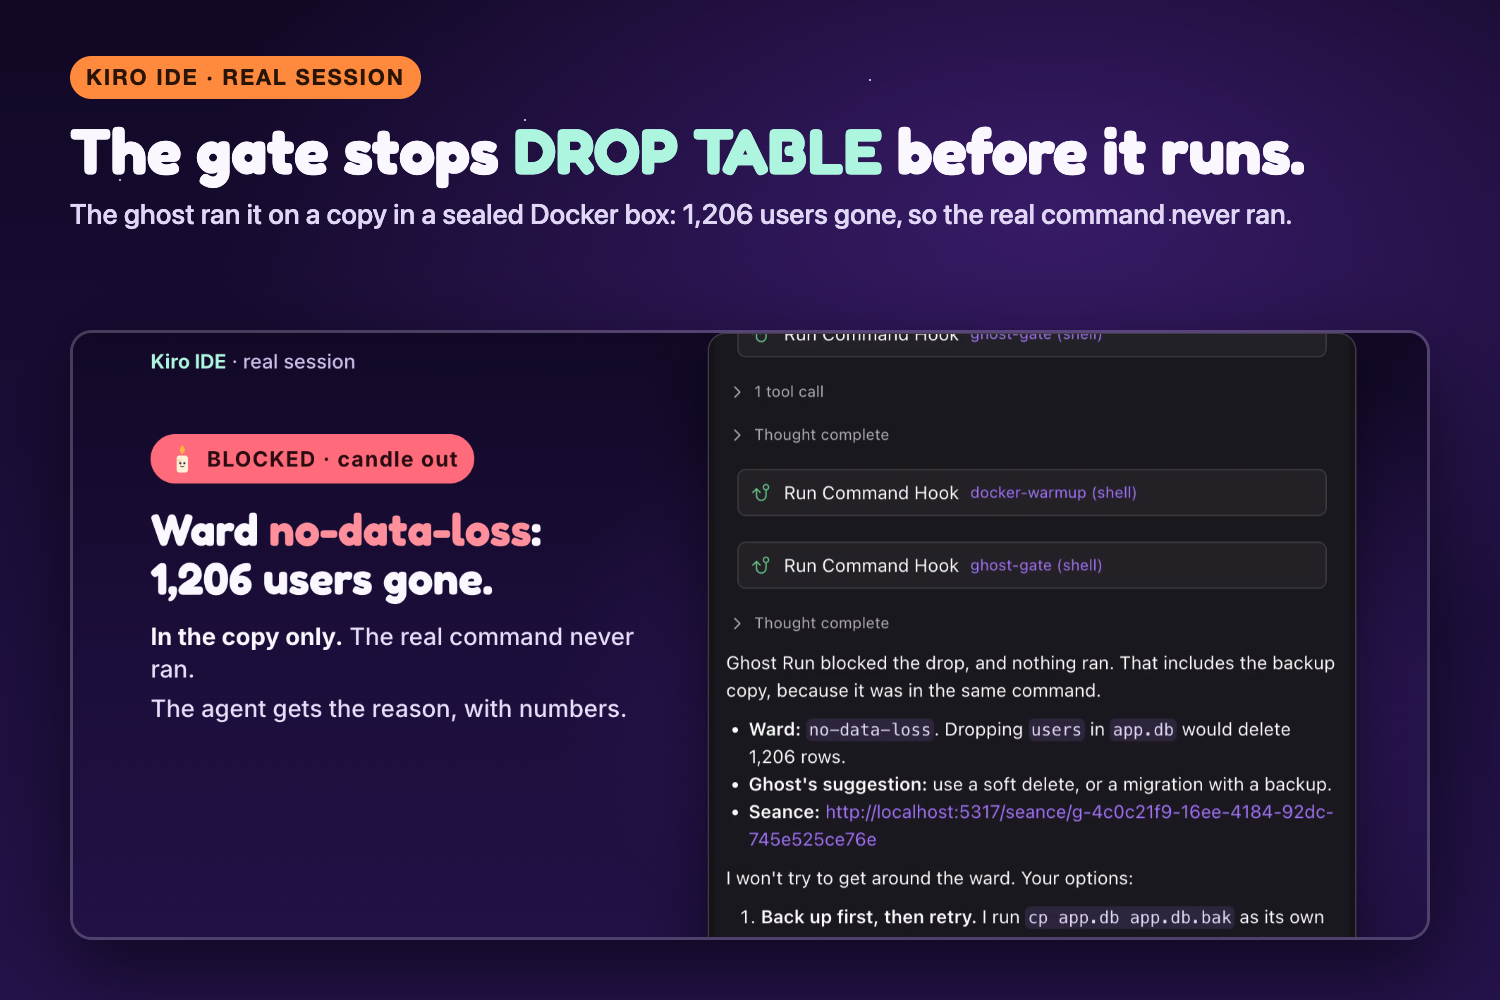 KIRO IDE · REAL SESSION
The gate stops DROP TABLE before it runs.
The ghost ran it on a copy in a sealed Docker box: 1,206 users gone, so the real command never ran.
Kiro IDE · real session
BLOCKED · candle out
Ward no-data-loss:
1,206 users gone.
In the copy only. The real command never
ran.
The agent gets the reason, with numbers.
Run Command Hook ghost-gate (shell)
1 tool call
Thought complete
Run Command Hook docker-warmup (shell)
Run Command Hook ghost-gate (shell)
Thought complete
Ghost Run blocked the drop, and nothing ran. That includes the backup
copy, because it was in the same command.
• Ward: no-data-loss. Dropping users in app.db would delete
1,206 rows.
• Ghost's suggestion: use a soft delete, or a migration with a backup.
• Seance: http://localhost:5317/seance/g-4c0c21f9-16ee-4184-92dc-
745e525ce76e
I won't try to get around the ward. Your options:
1. Back up first, then retry. I run cp app.db app.db.bak as its own